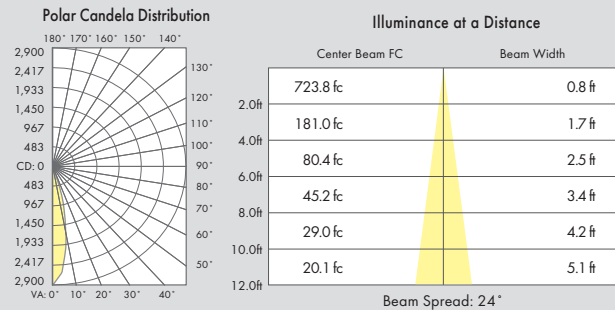 Polar Candela Distribution
180° 170° 160° 150° 140°
2,900
2,417
1,933
1,450
967
483
CD: 0
483
967
1,450
1,933
2,417
2,900
130°
120°
110°
100°
90°
80°
70°
60°
50°
VA: 0° 10° 20° 30° 40°
Illuminance at a Distance
Center Beam FC Beam Width
723.8 fc 0.8 ft
2.0ft
181.0 fc 1.7 ft
4.0ft
80.4 fc 2.5 ft
6.0ft
45.2 fc 3.4 ft
8.0ft
29.0 fc 4.2 ft
10.0ft
20.1 fc 5.1 ft
12.0ft
Beam Spread: 24°